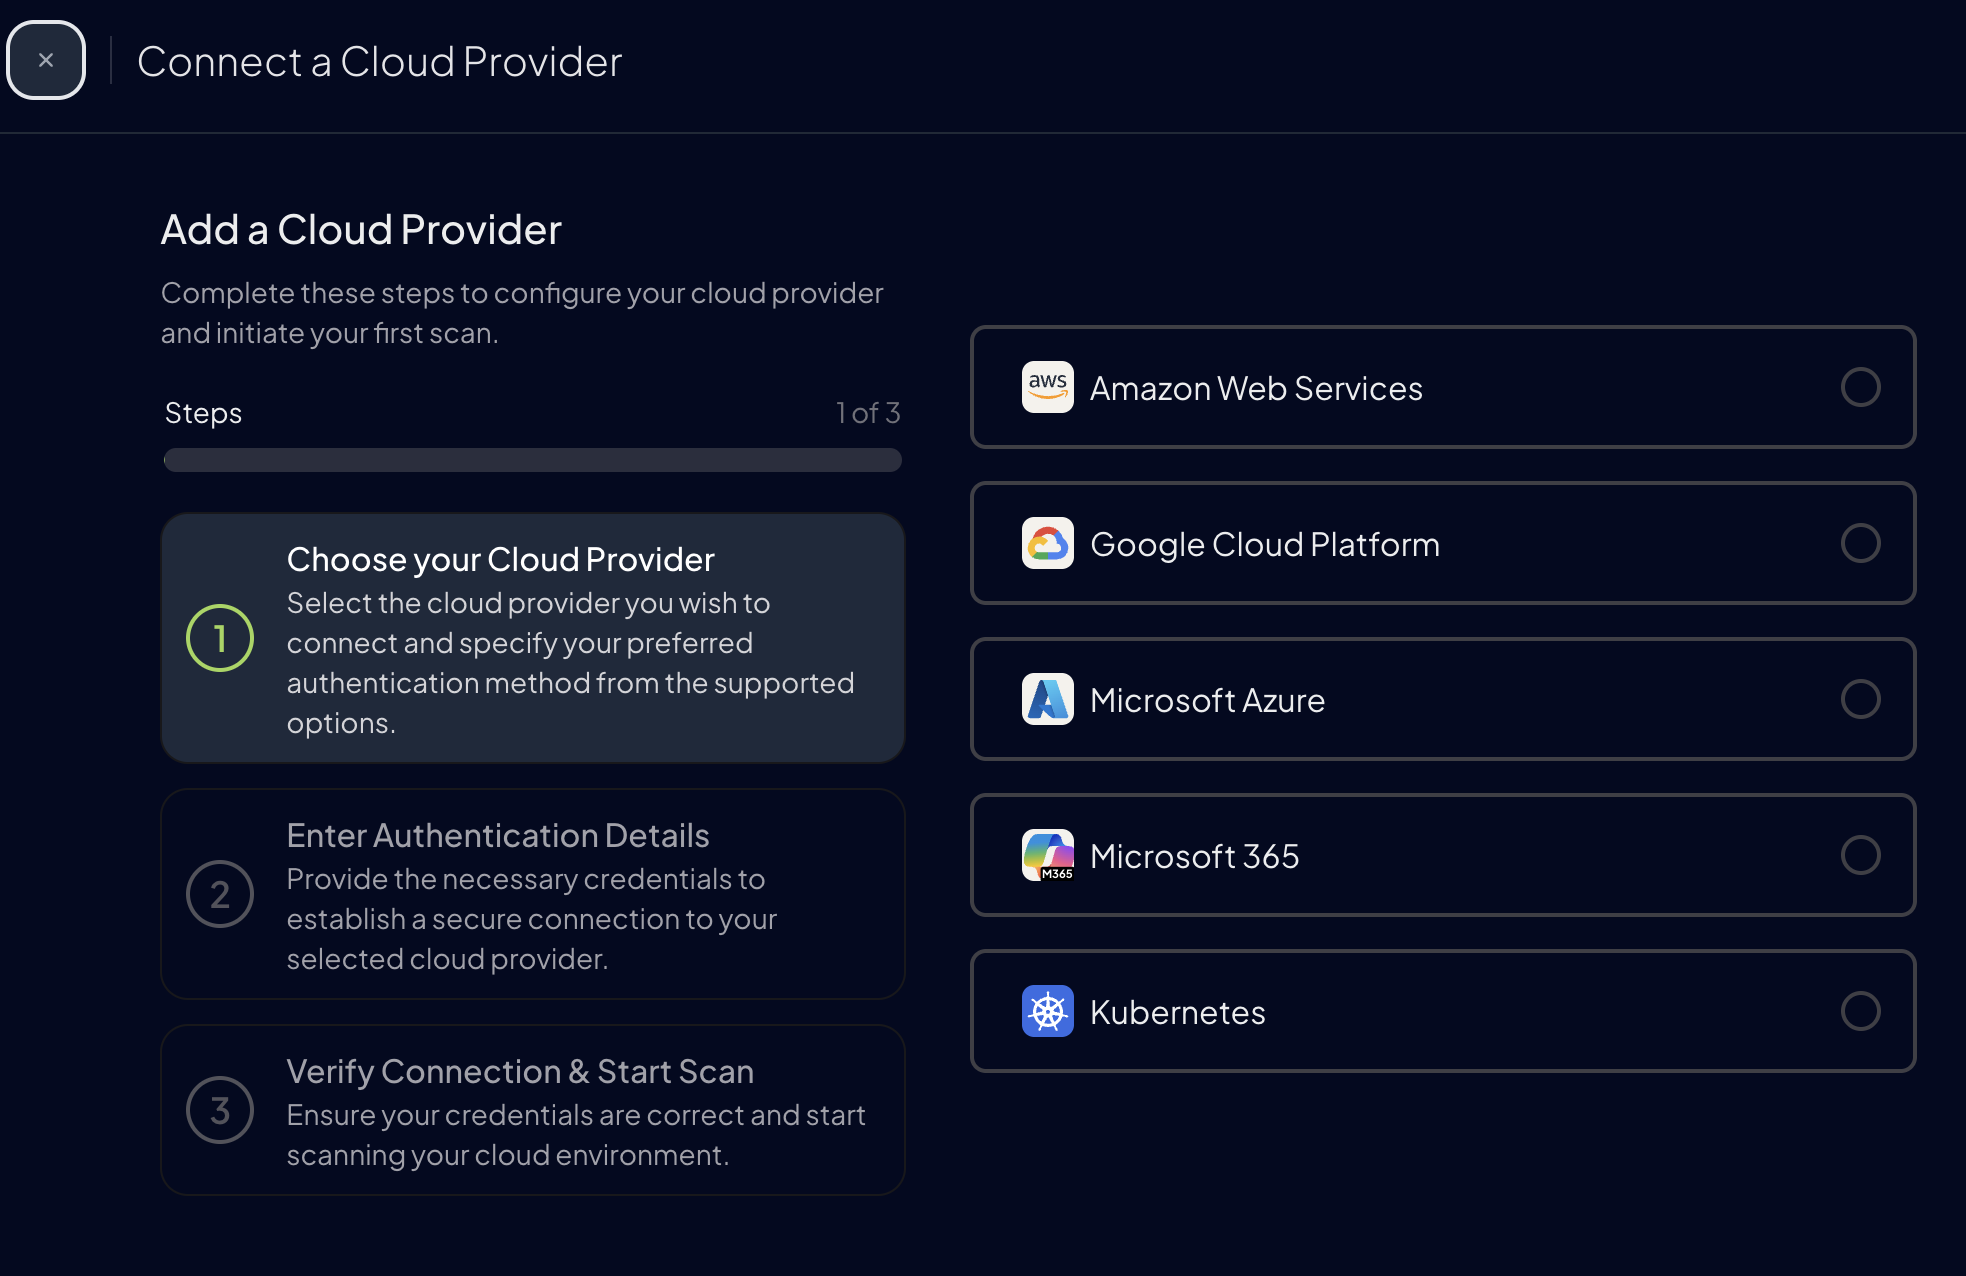 Connect a Cloud Provider
Add a Cloud Provider
Complete these steps to configure your cloud provider
and initiate your first scan.
Steps
1 of 3
1
Choose your Cloud Provider
Select the cloud provider you wish to
connect and specify your preferred
authentication method from the supported
options.
2
Enter Authentication Details
Provide the necessary credentials to
establish a secure connection to your
selected cloud provider.
3
Verify Connection & Start Scan
Ensure your credentials are correct and start
scanning your cloud environment.
aws
Amazon Web Services
Google Cloud Platform
Microsoft Azure
M365
Microsoft 365
Kubernetes